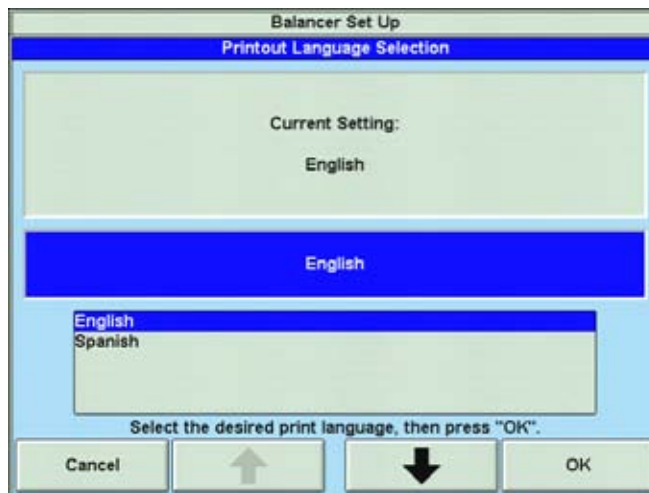 Balancer Set Up
Printout Language Selection
Current Setting:
English
English
English
Spanish
Select the desired print language, then press "OK".
Cancel
OK